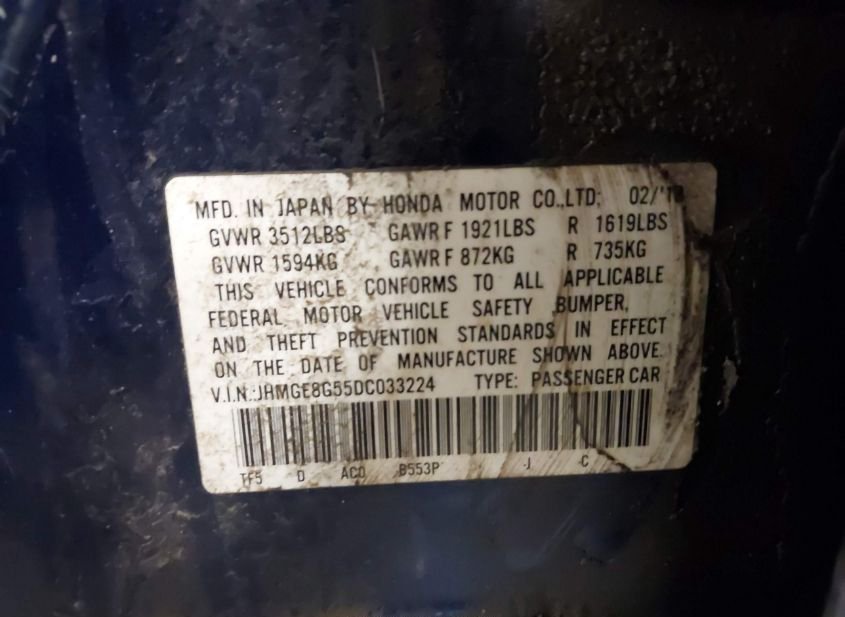 MFD. IN JAPAN BY HONDA MOTOR CO.,LTD; 02/'13
GVWR 3512LBS GAWR F 1921LBS R 1619LBS
GVWR 1594KG GAWR F 872KG R 735KG
THIS VEHICLE CONFORMS TO ALL APPLICABLE
FEDERAL MOTOR VEHICLE SAFETY BUMPER,
AND THEFT PREVENTION STANDARDS IN EFFECT
ON THE DATE OF MANUFACTURE SHOWN ABOVE.
V.I.N.:JHMGE8G55DC033224 TYPE: PASSENGER CAR
TF5 D AC0 B553P J C